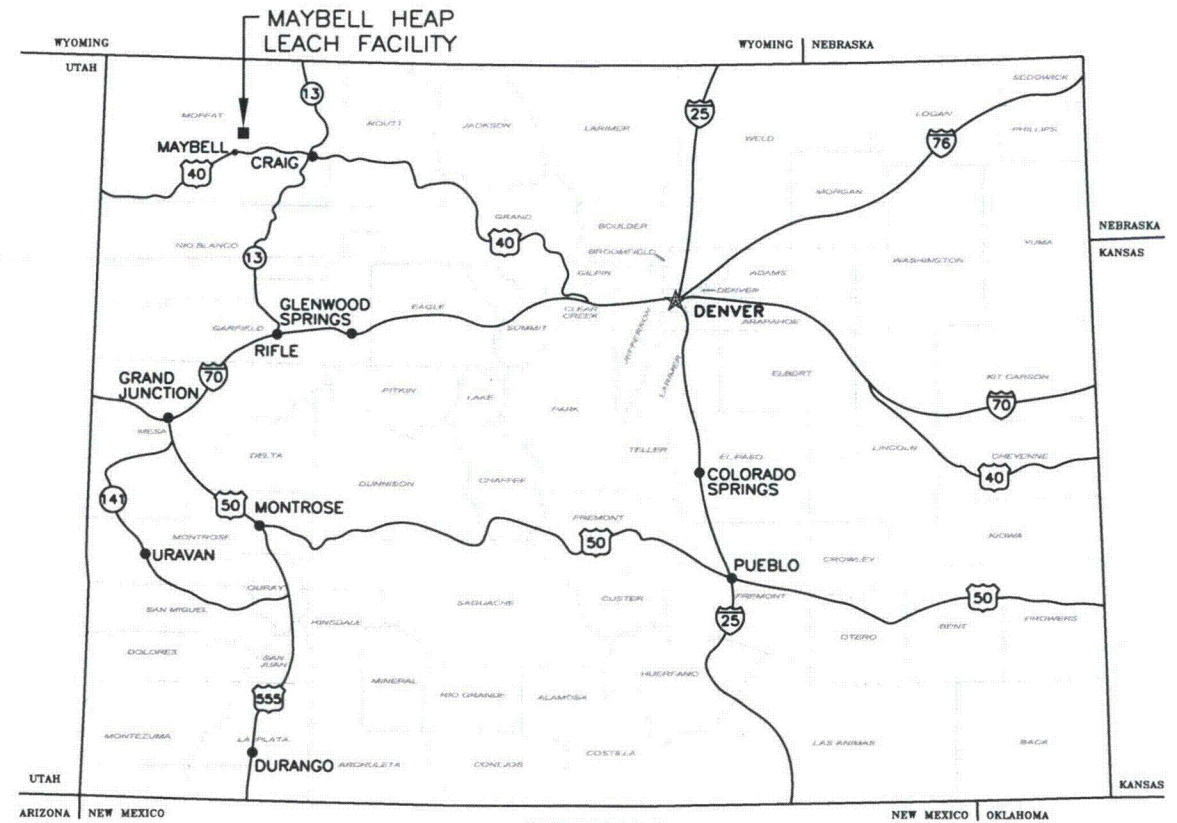 MAYBELL HEAP
LEACH FACILITY
WYOMING
WYOMING
NEBRASKA
UTAH
SEDGWICK
13
25
LOGAN
MOFFAT
ROUTT
JACKSON
LARIMER
WELD
PHILLIPS
76
MAYBELL
CRAIG
40
MORGAN
GRAND
BOULDER
NEBRASKA
KANSAS
40
RIO BLANCO
BROOMFIELD
YUMA
13
WASHINGTON
GILPIN
ADAMS
DENVER
GLENWOOD
SPRINGS
EAGLE
CLEAR
CREEK
DENVER
ARAPAHOE
GARFIELD
SUMMIT
JEFFERSON
RIFLE
70
GRAND
JUNCTION
LARIMER
ELBERT
KIT CARSON
PITKIN
LAKE
PARK
70
MESA
DELTA
TELLER
EL PASO
LINCOLN
CHEYENNE
COLORADO
SPRINGS
40
GUNNISON
CHAFFEE
141
50
MONTROSE
FREMONT
50
MONTROSE
KIOWA
URAVAN
CROWLEY
PUEBLO
OURAY
FREMONT
50
SAN MIGUEL
SAGUACHE
CUSTER
HINSDALE
25
PROWERS
BENT
OTERO
DOLORES
SAN
JUAN
MINERAL
HUERFANO
555
RIO GRANDE
ALAMOSA
MONTEZUMA
LA PLATA
LAS ANIMAS
BACA
COSTILLA
DURANGO
ARCHULETA
CONEJOS
UTAH
KANSAS
ARIZONA
NEW MEXICO
NEW MEXICO
OKLAHOMA